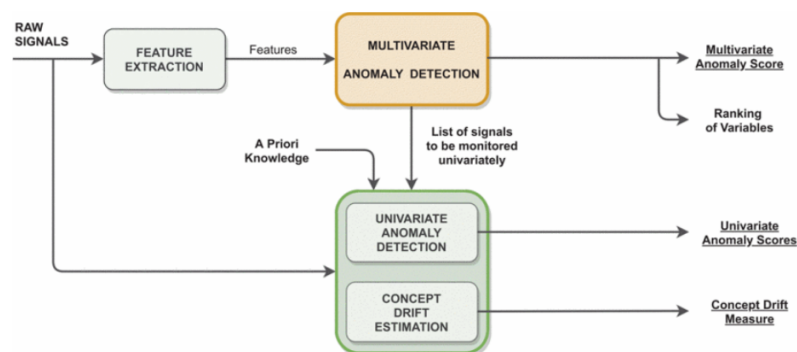 RAW
SIGNALS
FEATURE
EXTRACTION
Features
MULTIVARIATE
ANOMALY DETECTION
Multivariate
Anomaly Score
Ranking
of Variables
List of signals
to be monitored
univariately
A Priori
Knowledge
UNIVARIATE
ANOMALY
DETECTION
Univariate
Anomaly Scores
CONCEPT
DRIFT
ESTIMATION
Concept Drift
Measure